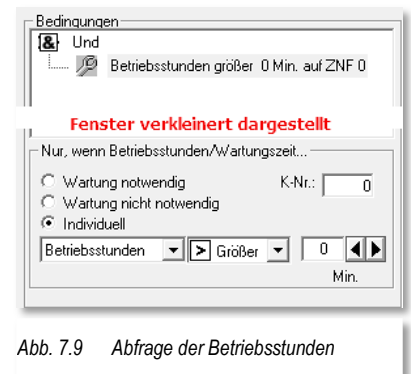 Bedingungen
& Und
Betriebsstunden größer 0 Min. auf ZNF 0
Fenster verkleinert dargestellt
Nur, wenn Betriebsstunden/Wartungszeit...
Wartung notwendig K-Nr.: 0
Wartung nicht notwendig
Individuell
Betriebsstunden > Größer 0
Min.
Abb. 7.9 Abfrage der Betriebsstunden